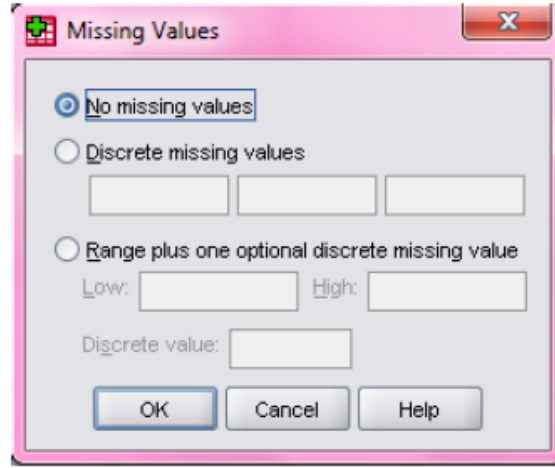 Missing Values
No missing values
Discrete missing values
Range plus one optional discrete missing value
Low: High:
Discrete value:
OK Cancel Help